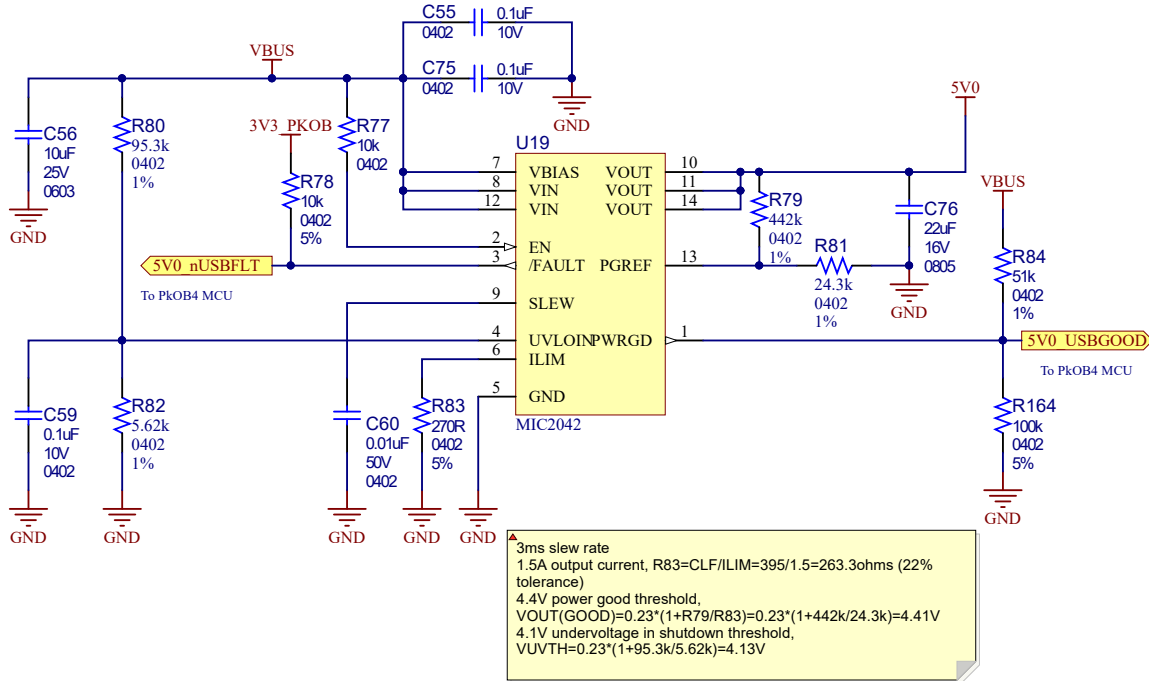 C55
0402
0.1uF
10V
VBUS
C75
0402
0.1uF
10V
GND
5V0
C56
10uF
25V
0603
GND
R80
95.3k
0402
1%
3V3_PKOB
R77
10k
0402
R78
10k
0402
5%
U19
7 VBIAS
8 VIN
12 VIN
2 EN
3 /FAULT
9 SLEW
4 UVLOIN
6 ILIM
5 GND
VOUT 10
VOUT 11
VOUT 14
PGREF 13
PWRGD 1
MIC2042
R79
442k
0402
1%
R81
24.3k
0402
1%
C76
22uF
16V
0805
GND
VBUS
R84
51k
0402
1%
5V0_nUSBFLT
To PkOB4 MCU
5V0_USBGOOD
To PkOB4 MCU
C59
0.1uF
10V
0402
GND
R82
5.62k
0402
1%
GND
C60
0.01uF
50V
0402
GND
R83
270R
0402
5%
GND
GND
R164
100k
0402
5%
GND
3ms slew rate
1.5A output current, R83=CLF/ILIM=395/1.5=263.3ohms (22%
tolerance)
4.4V power good threshold,
VOUT(GOOD)=0.23*(1+R79/R83)=0.23*(1+442k/24.3k)=4.41V
4.1V undervoltage in shutdown threshold,
VUVTH=0.23*(1+95.3k/5.62k)=4.13V